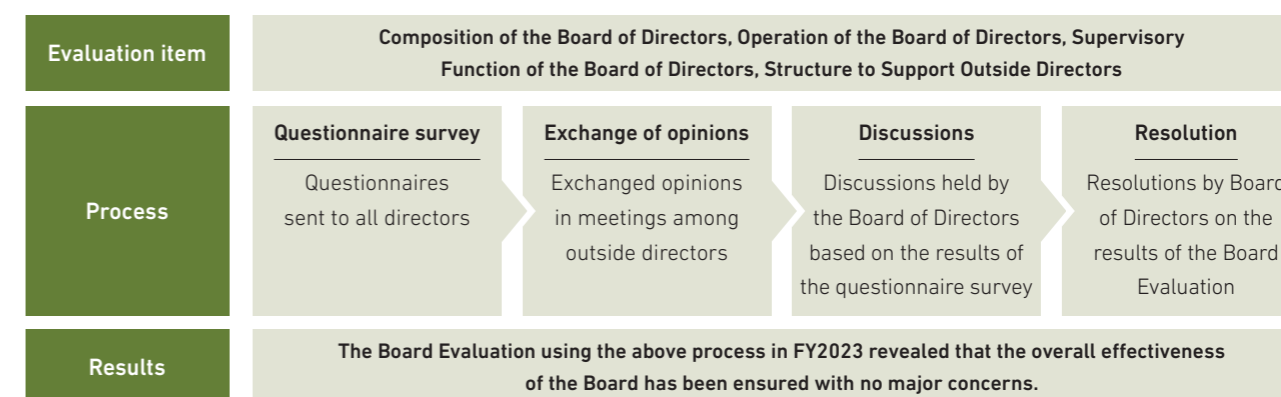 Evaluation item
Composition of the Board of Directors, Operation of the Board of Directors, Supervisory
Function of the Board of Directors, Structure to Support Outside Directors
Process
Questionnaire survey
Questionnaires
sent to all directors
Exchange of opinions
Exchanged opinions
in meetings among
outside directors
Discussions
Discussions held by
the Board of Directors
based on the results of
the questionnaire survey
Resolution
Resolutions by Board
of Directors on the
results of the Board
Evaluation
Results
The Board Evaluation using the above process in FY2023 revealed that the overall effectiveness
of the Board has been ensured with no major concerns.